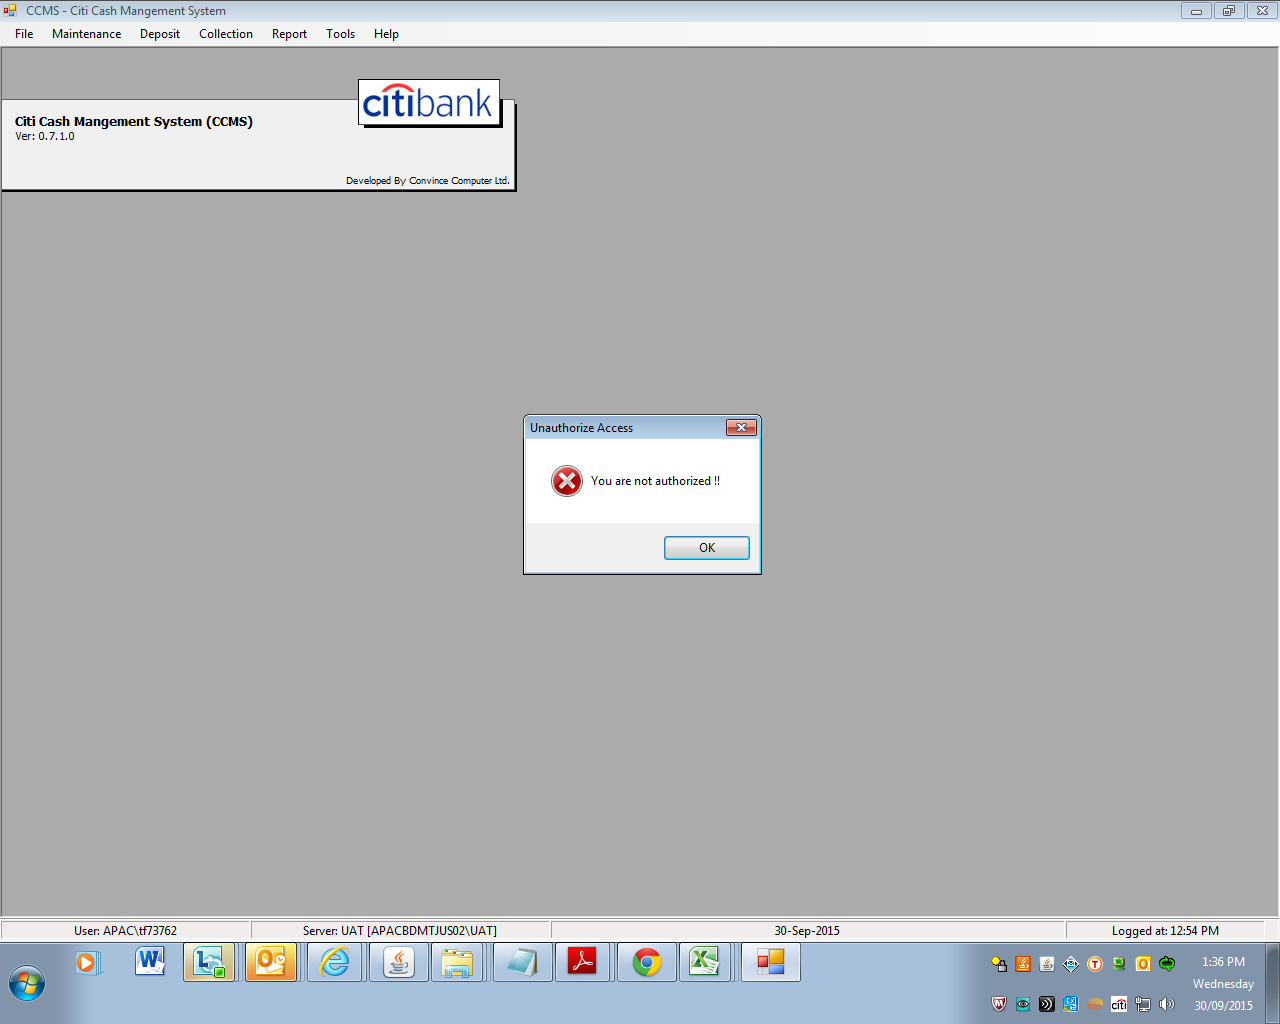 CCMS - Citi Cash Mangement System
File Maintenance Deposit Collection Report Tools Help
citibank
Citi Cash Mangement System (CCMS)
Ver: 0.7.1.0
Developed By Convince Computer Ltd.
Unauthorize Access
You are not authorized !!
OK
User: APAC\tf73762 Server: UAT [APACBDMTJUS02\UAT] 30-Sep-2015 Logged at: 12:54 PM
1:36 PM
Wednesday
citi
30/09/2015